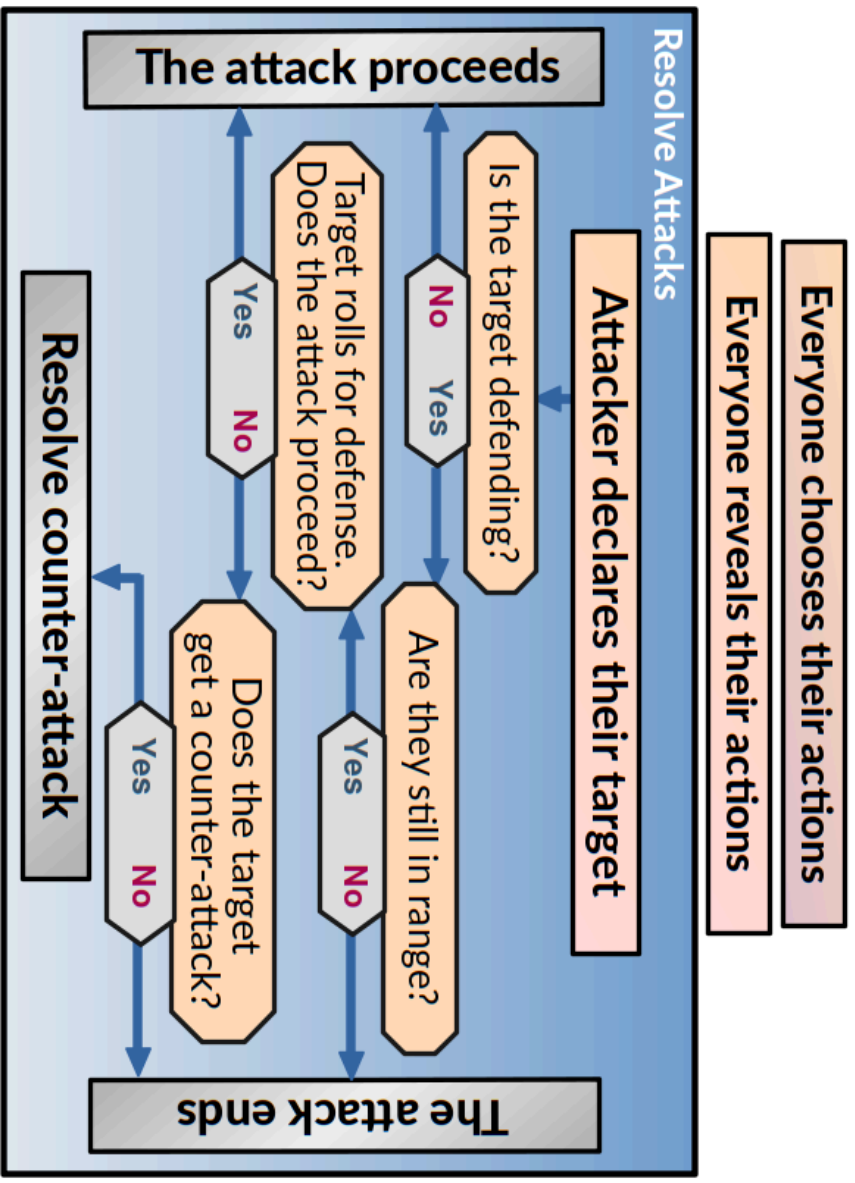 Everyone chooses their actions
Everyone reveals their actions
Resolve Attacks
Attacker declares their target
Is the target defending?
No Yes
Are they still in range?
Yes No
Target rolls for defense.
Does the attack proceed?
Yes No
Does the target
get a counter-attack?
Yes No
Resolve counter-attack
The attack proceeds
The attack ends